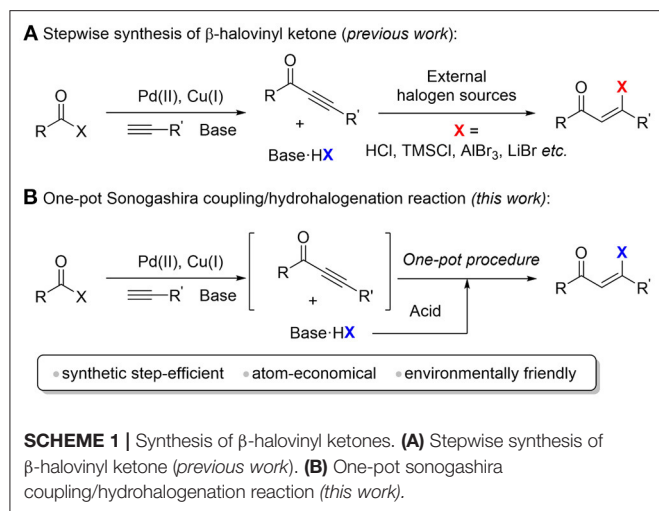 A Stepwise synthesis of β-halovinyl ketone (previous work):
O
R
X
Pd(II), Cu(I)
R'
Base
O
R
R'
+
Base·HX
External
halogen sources
X =
HCl, TMSCl, AlBr3, LiBr etc.
O
X
R
R'
B One-pot Sonogashira coupling/hydrohalogenation reaction (this work):
O
R
X
Pd(II), Cu(I)
R'
Base
O
R
R'
+
Base·HX
One-pot procedure
Acid
O
X
R
R'
synthetic step-efficient
atom-economical
environmentally friendly
SCHEME 1 | Synthesis of β-halovinyl ketones. (A) Stepwise synthesis of
β-halovinyl ketone (previous work). (B) One-pot sonogashira
coupling/hydrohalogenation reaction (this work).